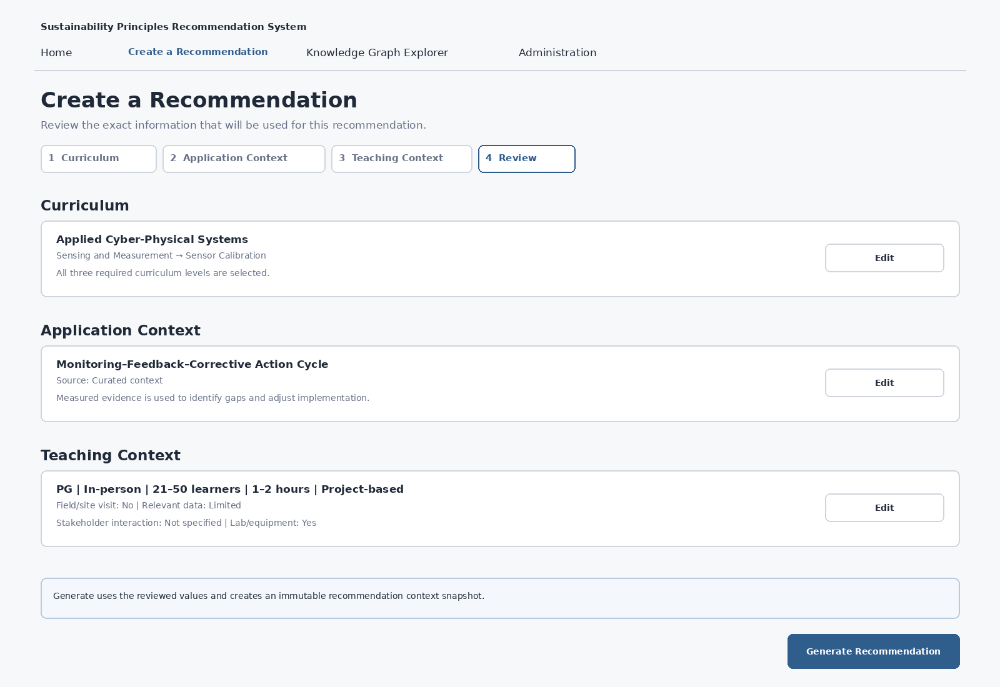 Sustainability Principles Recommendation System
Home Create a Recommendation Knowledge Graph Explorer Administration
Create a Recommendation
Review the exact information that will be used for this recommendation.
1 Curriculum 2 Application Context 3 Teaching Context 4 Review
Curriculum
Applied Cyber-Physical Systems
Sensing and Measurement → Sensor Calibration
Edit
All three required curriculum levels are selected.
Application Context
Monitoring–Feedback–Corrective Action Cycle
Source: Curated context
Edit
Measured evidence is used to identify gaps and adjust implementation.
Teaching Context
PG | In-person | 21–50 learners | 1–2 hours | Project-based
Field/site visit: No | Relevant data: Limited
Edit
Stakeholder interaction: Not specified | Lab/equipment: Yes
Generate uses the reviewed values and creates an immutable recommendation context snapshot.
Generate Recommendation